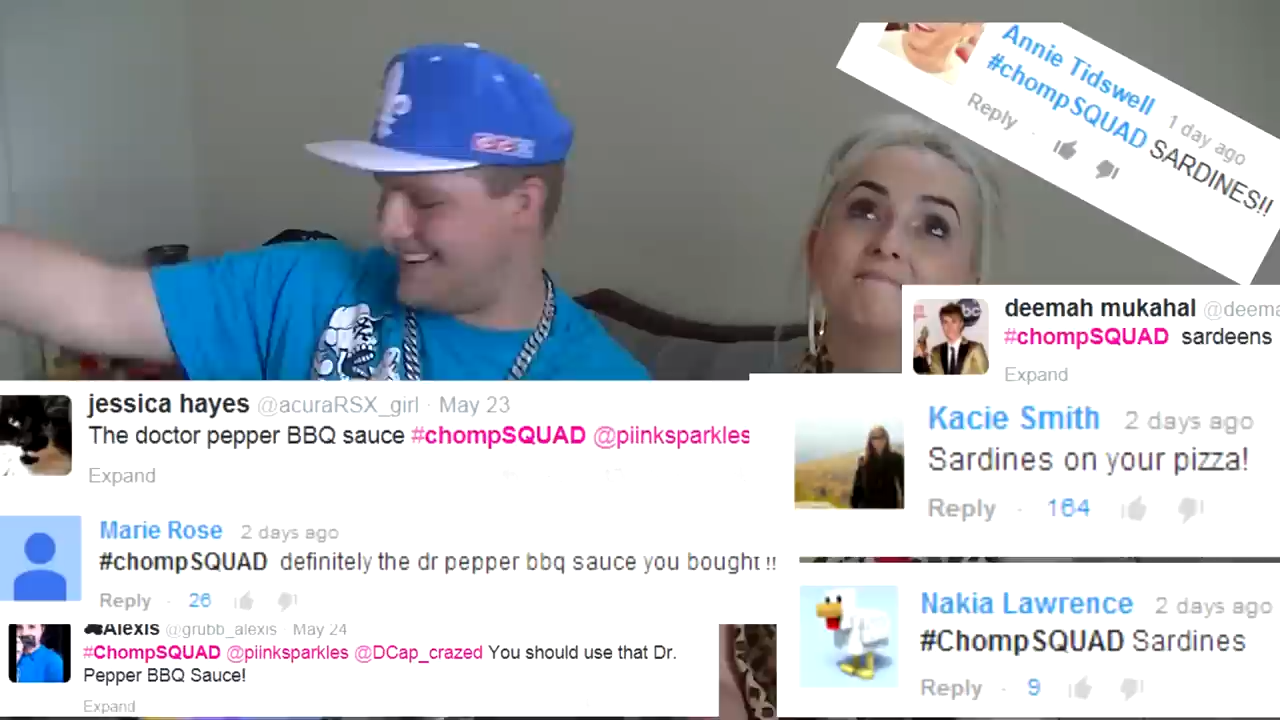 Annie Tidswell 1 day ago
#chompSQUAD SARDINES!!
Reply
deemah mukahal @deema
#chompSQUAD sardeens
Expand
jessica hayes @acuraRSX_girl · May 23
The doctor pepper BBQ sauce #chompSQUAD @piinksparkles
Expand
Kacie Smith 2 days ago
Sardines on your pizza!
Reply · 164
Marie Rose 2 days ago
#chompSQUAD definitely the dr pepper bbq sauce you bought !!
Reply · 26
Alexis @grubb_alexis · May 24
#ChompSQUAD @piinksparkles @DCap_crazed You should use that Dr.
Pepper BBQ Sauce!
Expand
Nakia Lawrence 2 days ago
#ChompSQUAD Sardines
Reply · 9